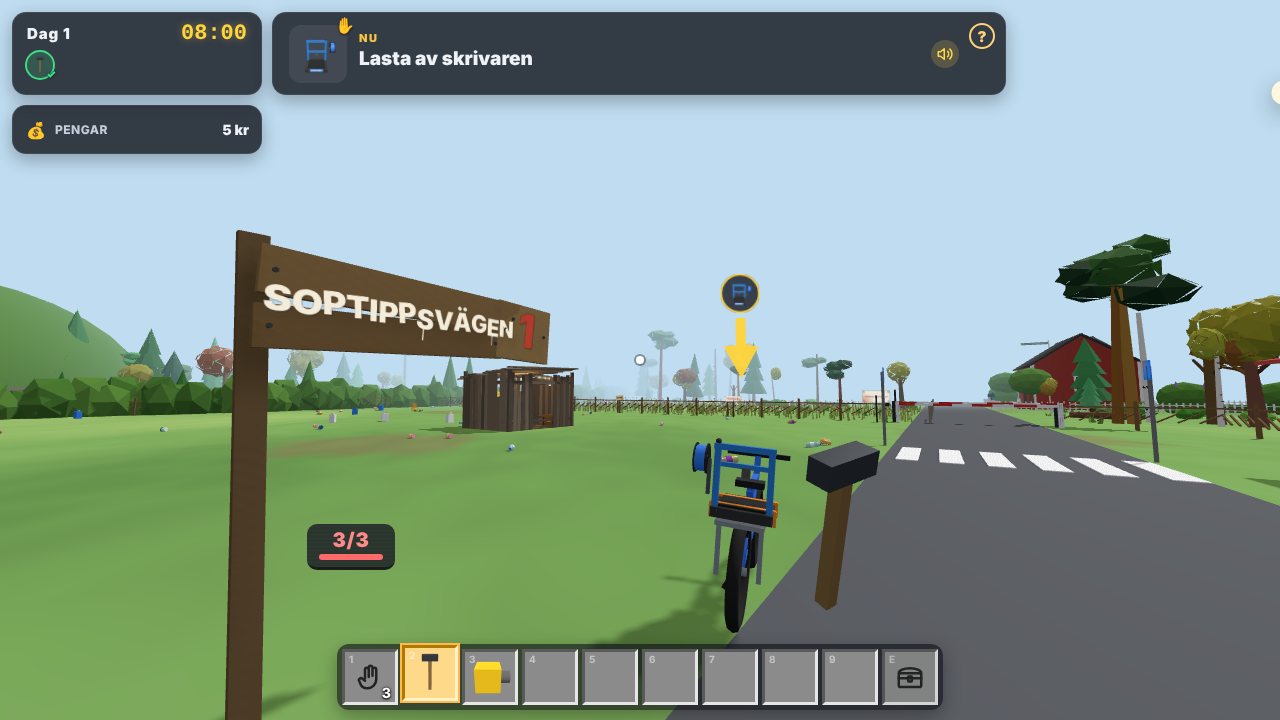 Dag 1
08:00
NU
Lasta av skrivaren
?
PENGAR
5 kr
SOPTIPPSVÄGEN 1
3/3
1
3
2
3
4
5
6
7
8
9
E